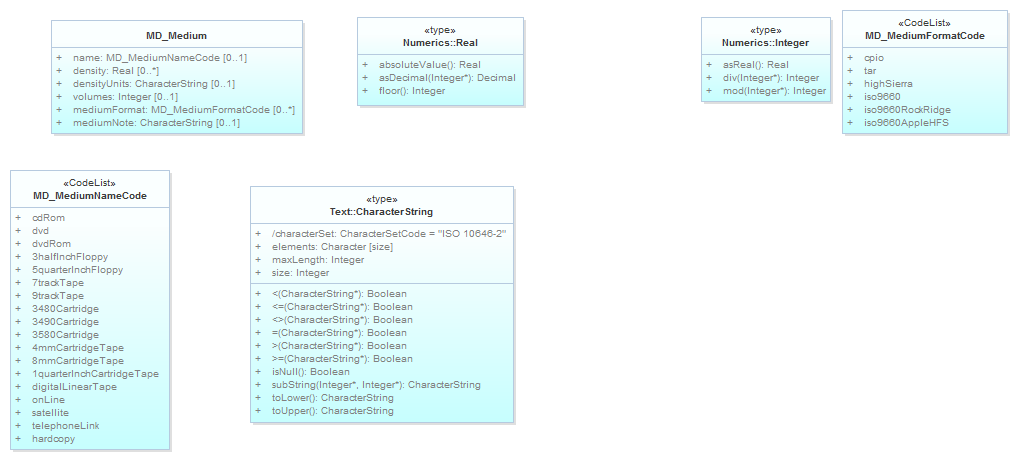 MD_Medium
+ name: MD_MediumNameCode [0..1]
+ density: Real [0..*]
+ densityUnits: CharacterString [0..1]
+ volumes: Integer [0..1]
+ mediumFormat: MD_MediumFormatCode [0..*]
+ mediumNote: CharacterString [0..1]
«type»
Numerics::Real
+ absoluteValue(): Real
+ asDecimal(Integer*): Decimal
+ floor(): Integer
«type»
Numerics::Integer
+ asReal(): Real
+ div(Integer*): Integer
+ mod(Integer*): Integer
«CodeList»
MD_MediumFormatCode
+ cpio
+ tar
+ highSierra
+ iso9660
+ iso9660RockRidge
+ iso9660AppleHFS
«CodeList»
MD_MediumNameCode
+ cdRom
+ dvd
+ dvdRom
+ 3halfInchFloppy
+ 5quarterInchFloppy
+ 7trackTape
+ 9trackTape
+ 3480Cartridge
+ 3490Cartridge
+ 3580Cartridge
+ 4mmCartridgeTape
+ 8mmCartridgeTape
+ 1quarterInchCartridgeTape
+ digitalLinearTape
+ onLine
+ satellite
+ telephoneLink
+ hardcopy
«type»
Text::CharacterString
+ /characterSet: CharacterSetCode = "ISO 10646-2"
+ elements: Character [size]
+ maxLength: Integer
+ size: Integer
+ <(CharacterString*): Boolean
+ <=(CharacterString*): Boolean
+ <>(CharacterString*): Boolean
+ =(CharacterString*): Boolean
+ >(CharacterString*): Boolean
+ >=(CharacterString*): Boolean
+ isNull(): Boolean
+ subString(Integer*, Integer*): CharacterString
+ toLower(): CharacterString
+ toUpper(): CharacterString